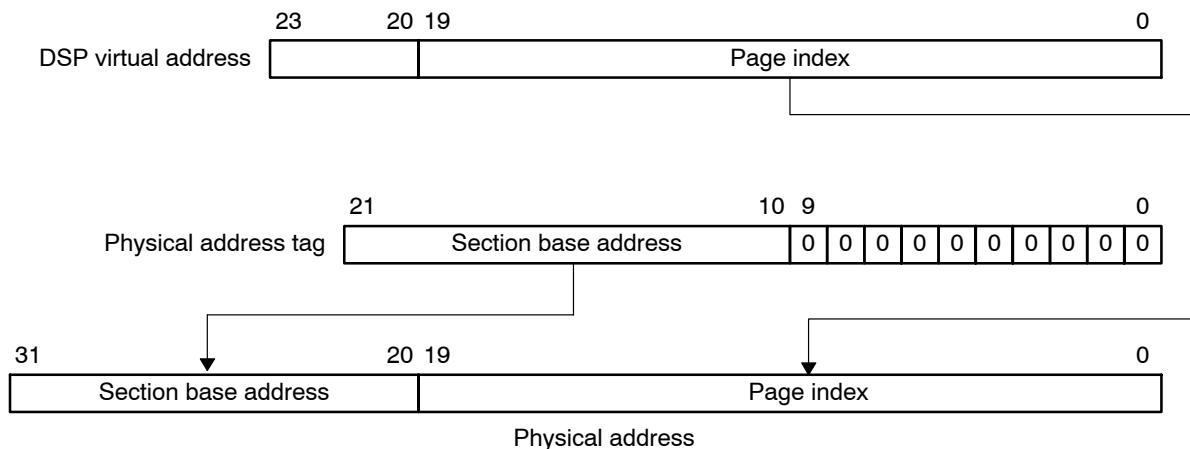 23 20 19 0
DSP virtual address Page index
21 10 9 0
Physical address tag Section base address 0 0 0 0 0 0 0 0 0 0
31 20 19 0
Section base address Page index
Physical address